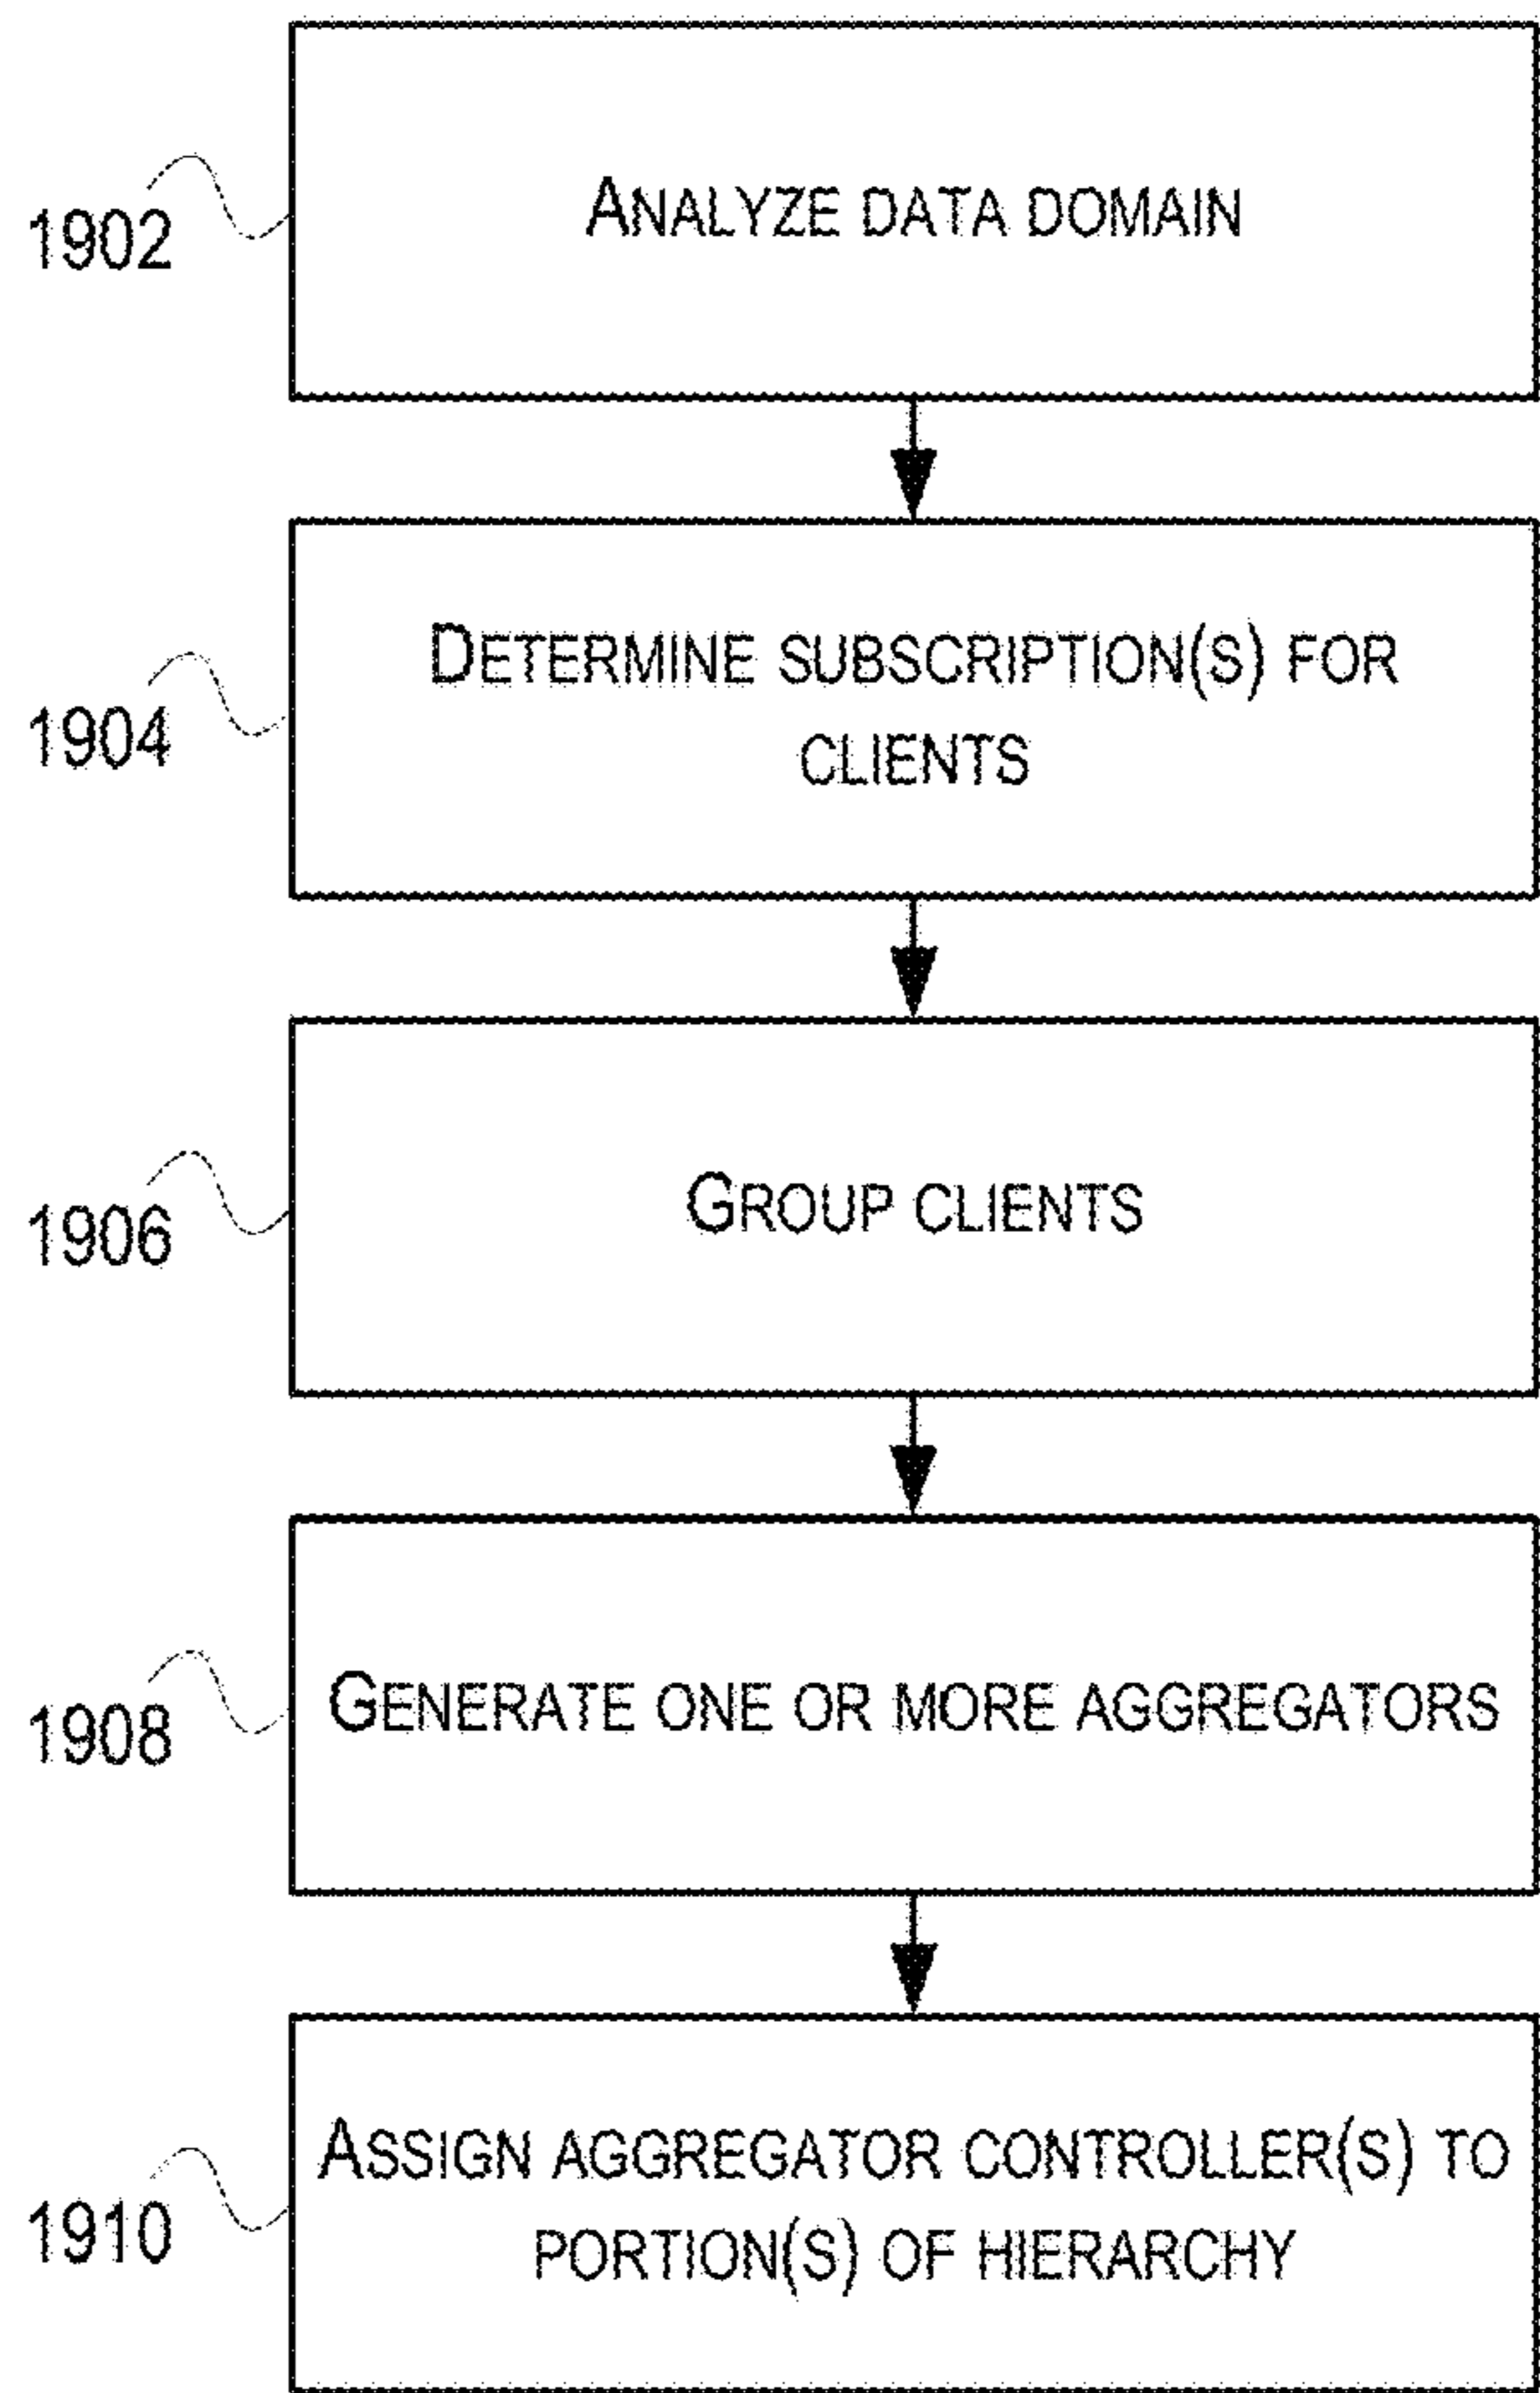 1902
ANALYZE DATA DOMAIN
1904
DETERMINE SUBSCRIPTION(S) FOR
CLIENTS
1906
GROUP CLIENTS
1908
GENERATE ONE OR MORE AGGREGATORS
1910
ASSIGN AGGREGATOR CONTROLLER(S) TO
PORTION(S) OF HIERARCHY